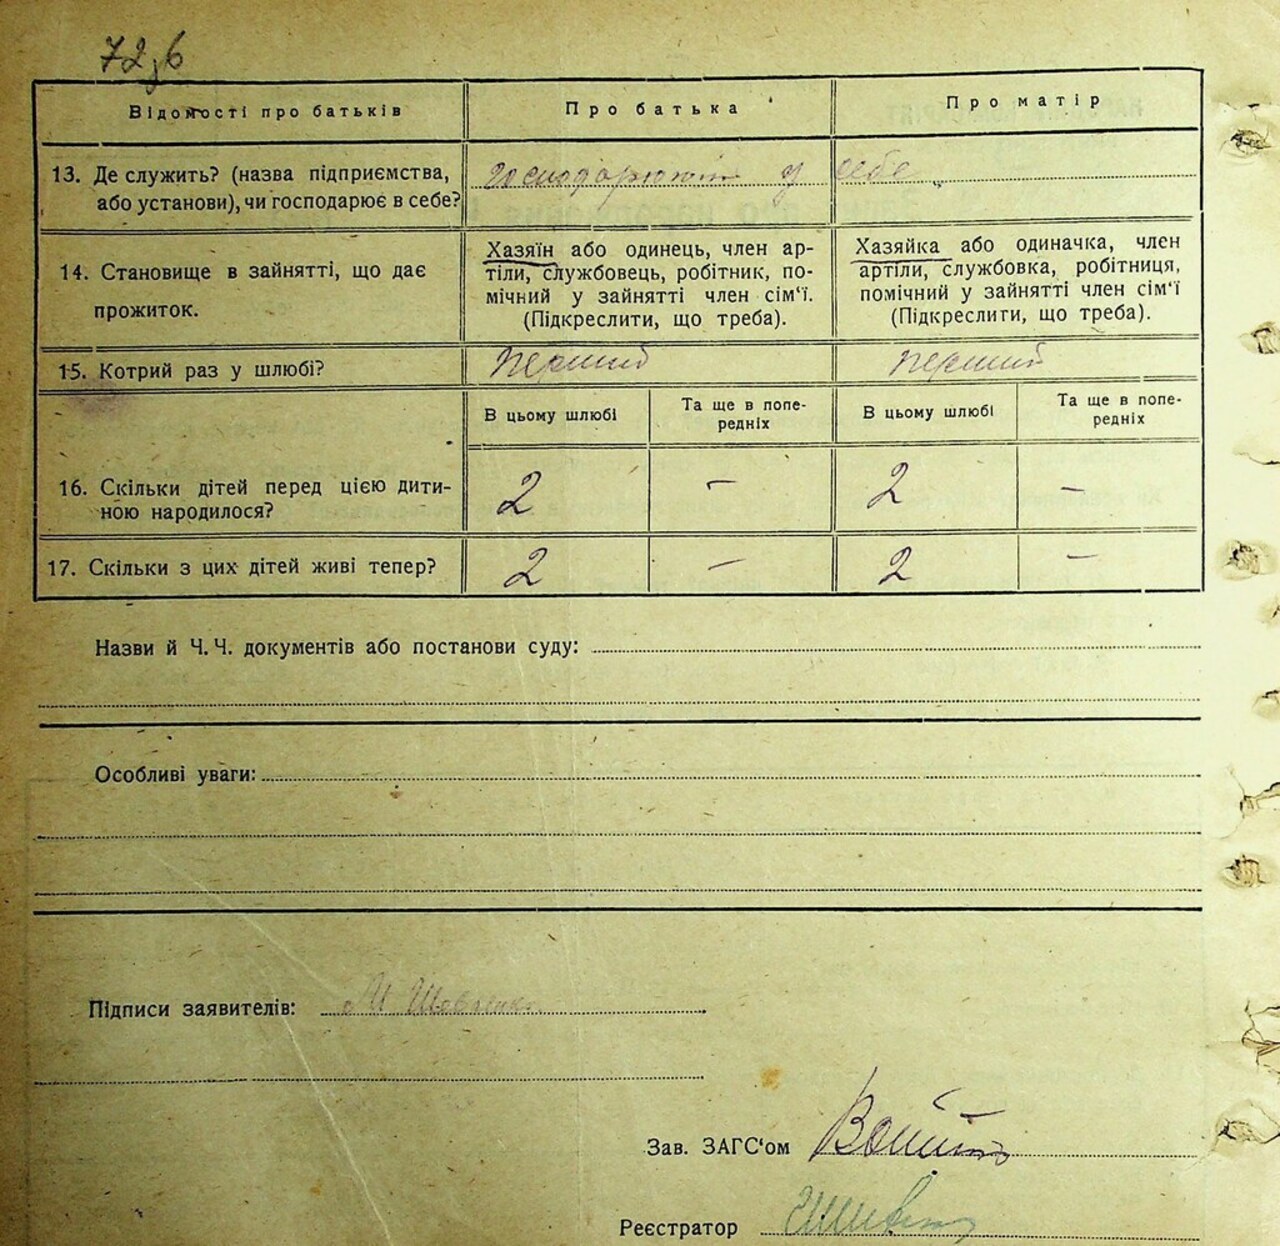 72зб
Відомості про батьків
Про батька
Про матір
13. Де служить? (назва підприємства,
або установи), чи господарює в себе?
господарюють у себе
14. Становище в зайнятті, що дає
прожиток.
Хазяїн або одинець, член ар-
тіли, службовець, робітник, по-
мічний у зайнятті член сім'ї.
(Підкреслити, що треба).
Хазяйка або одиначка, член
артіли, службовка, робітниця,
помічний у зайнятті член сім'ї
(Підкреслити, що треба).
15. Котрий раз у шлюбі?
перший
перший
В цьому шлюбі
Та ще в попе-
редніх
В цьому шлюбі
Та ще в попе-
редніх
16. Скільки дітей перед цією дити-
ною народилося?
2
–
2
–
17. Скільки з цих дітей живі тепер?
2
–
2
–
Назви й Ч.Ч. документів або постанови суду:
Особливі уваги:
Підписи заявителів:
Зав. ЗАГС'ом
Реєстратор